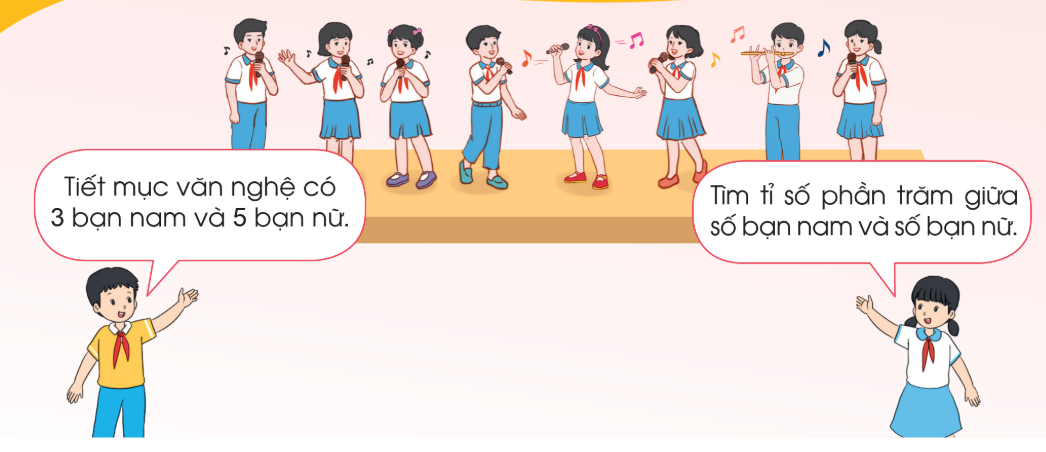 Tiết mục văn nghệ có
3 bạn nam và 5 bạn nữ.
Tìm tỉ số phần trăm giữa
số bạn nam và số bạn nữ.